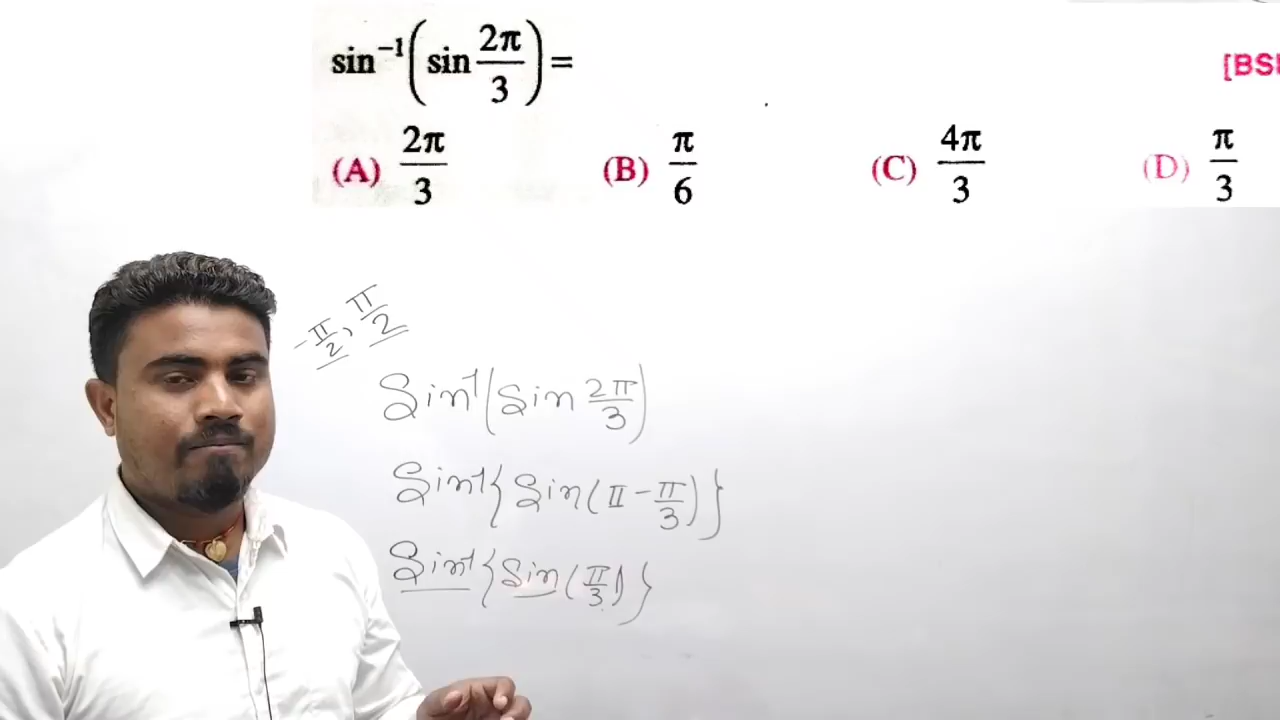 sin⁻¹(sin 2π/3) =
[BS
(A) 2π/3 (B) π/6 (C) 4π/3 (D) π/3
-π/2, π/2
Sin⁻¹(Sin 2π/3)
Sin⁻¹{Sin(π - π/3)}
Sin⁻¹{Sin(π/3)}